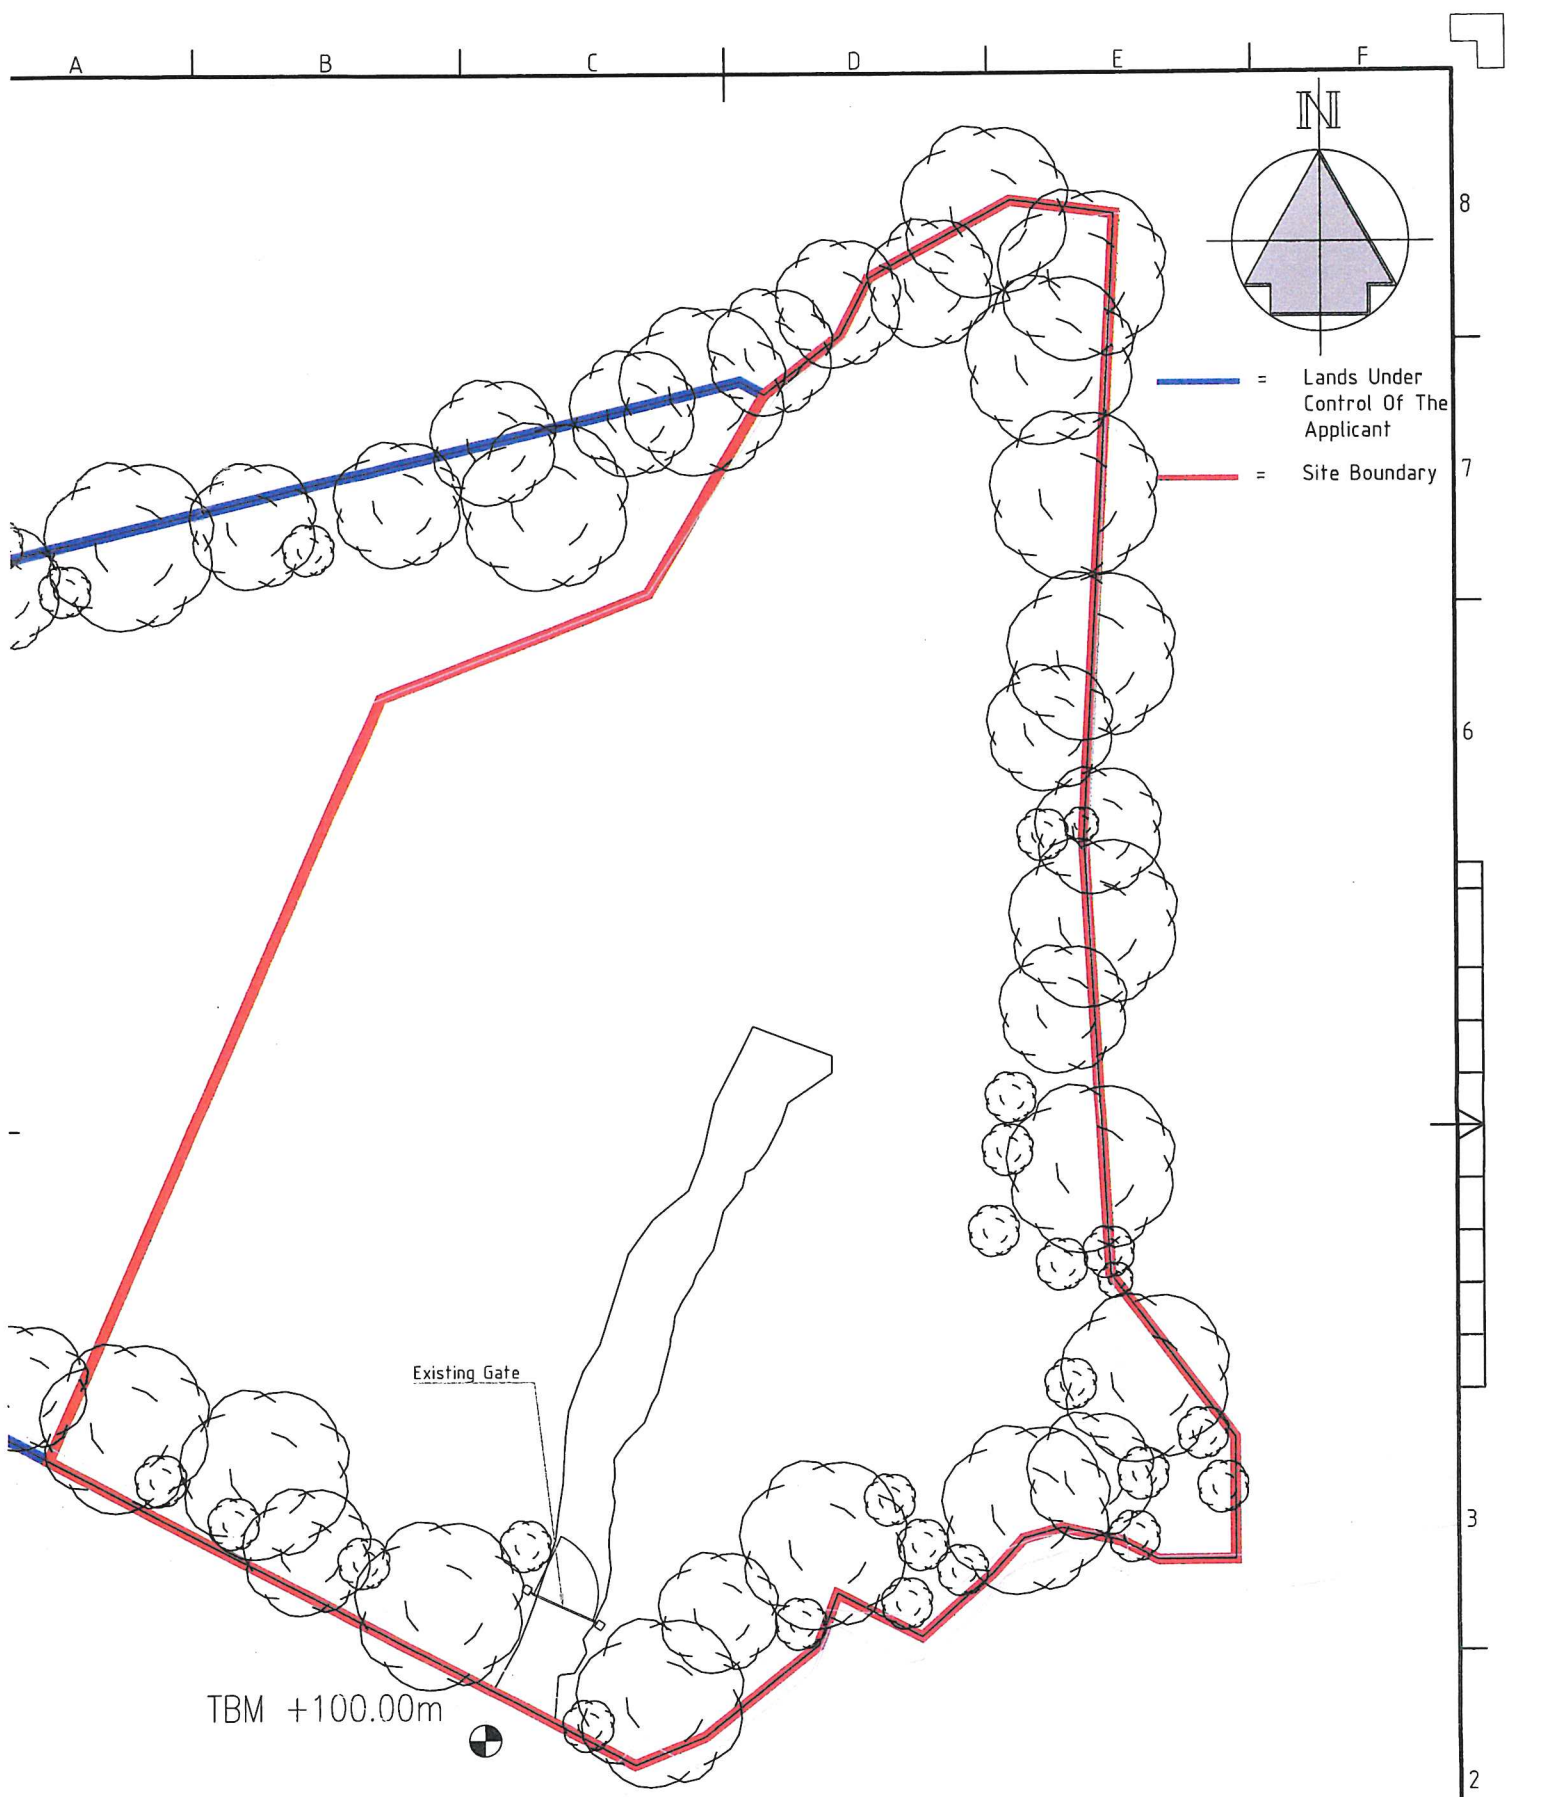 A B C D E F
N
8
= Lands Under
Control Of The
Applicant
7
= Site Boundary
6
Existing Gate
3
TBM +100.00m
2